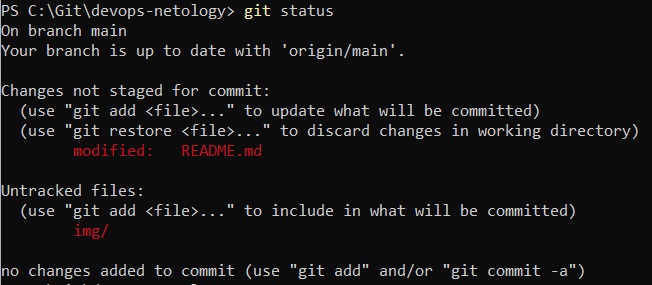 PS C:\Git\devops-netology> git status
On branch main
Your branch is up to date with 'origin/main'.

Changes not staged for commit:
  (use "git add <file>..." to update what will be committed)
  (use "git restore <file>..." to discard changes in working directory)
        modified:   README.md

Untracked files:
  (use "git add <file>..." to include in what will be committed)
        img/

no changes added to commit (use "git add" and/or "git commit -a")